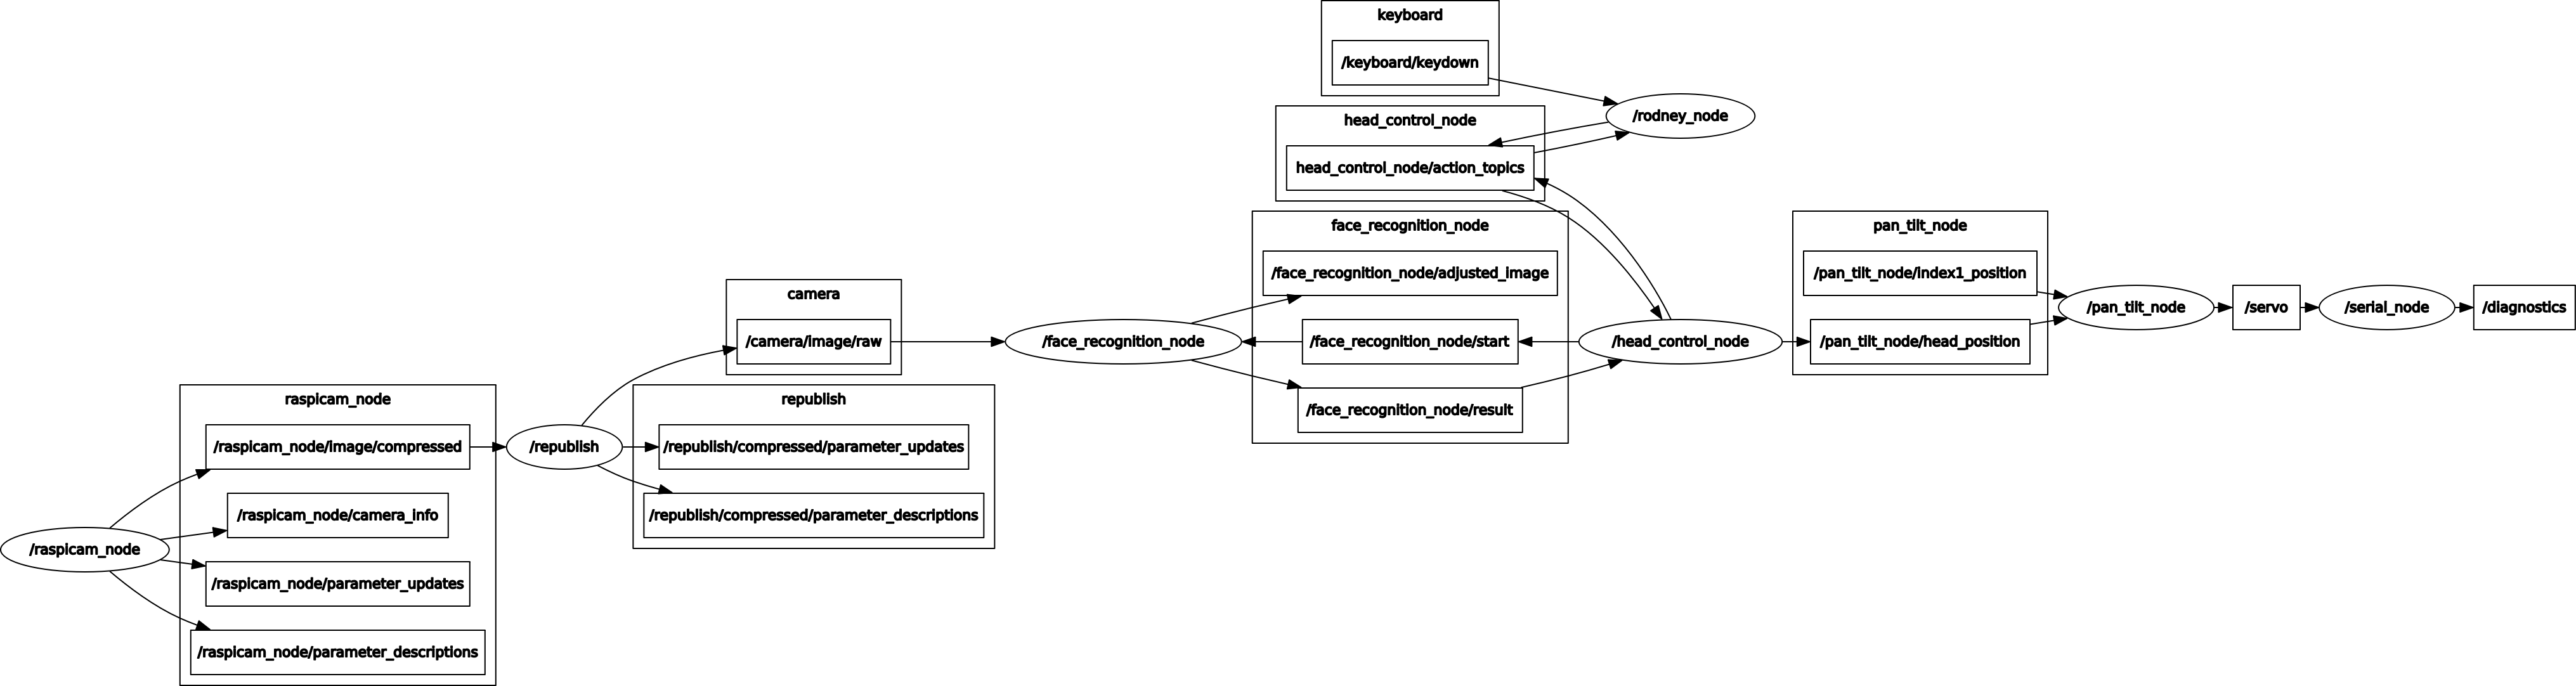 keyboard
/keyboard/keydown
/rodney_node
head_control_node
head_control_node/action_topics
face_recognition_node
/face_recognition_node/adjusted_image
/face_recognition_node/start
/face_recognition_node/result
pan_tilt_node
/pan_tilt_node/index1_position
/pan_tilt_node/head_position
/pan_tilt_node
/servo
/serial_node
/diagnostics
camera
/camera/image/raw
/face_recognition_node
/head_control_node
raspicam_node
/raspicam_node/image/compressed
/raspicam_node/camera_info
/raspicam_node/parameter_updates
/raspicam_node/parameter_descriptions
/raspicam_node
/republish
republish
/republish/compressed/parameter_updates
/republish/compressed/parameter_descriptions